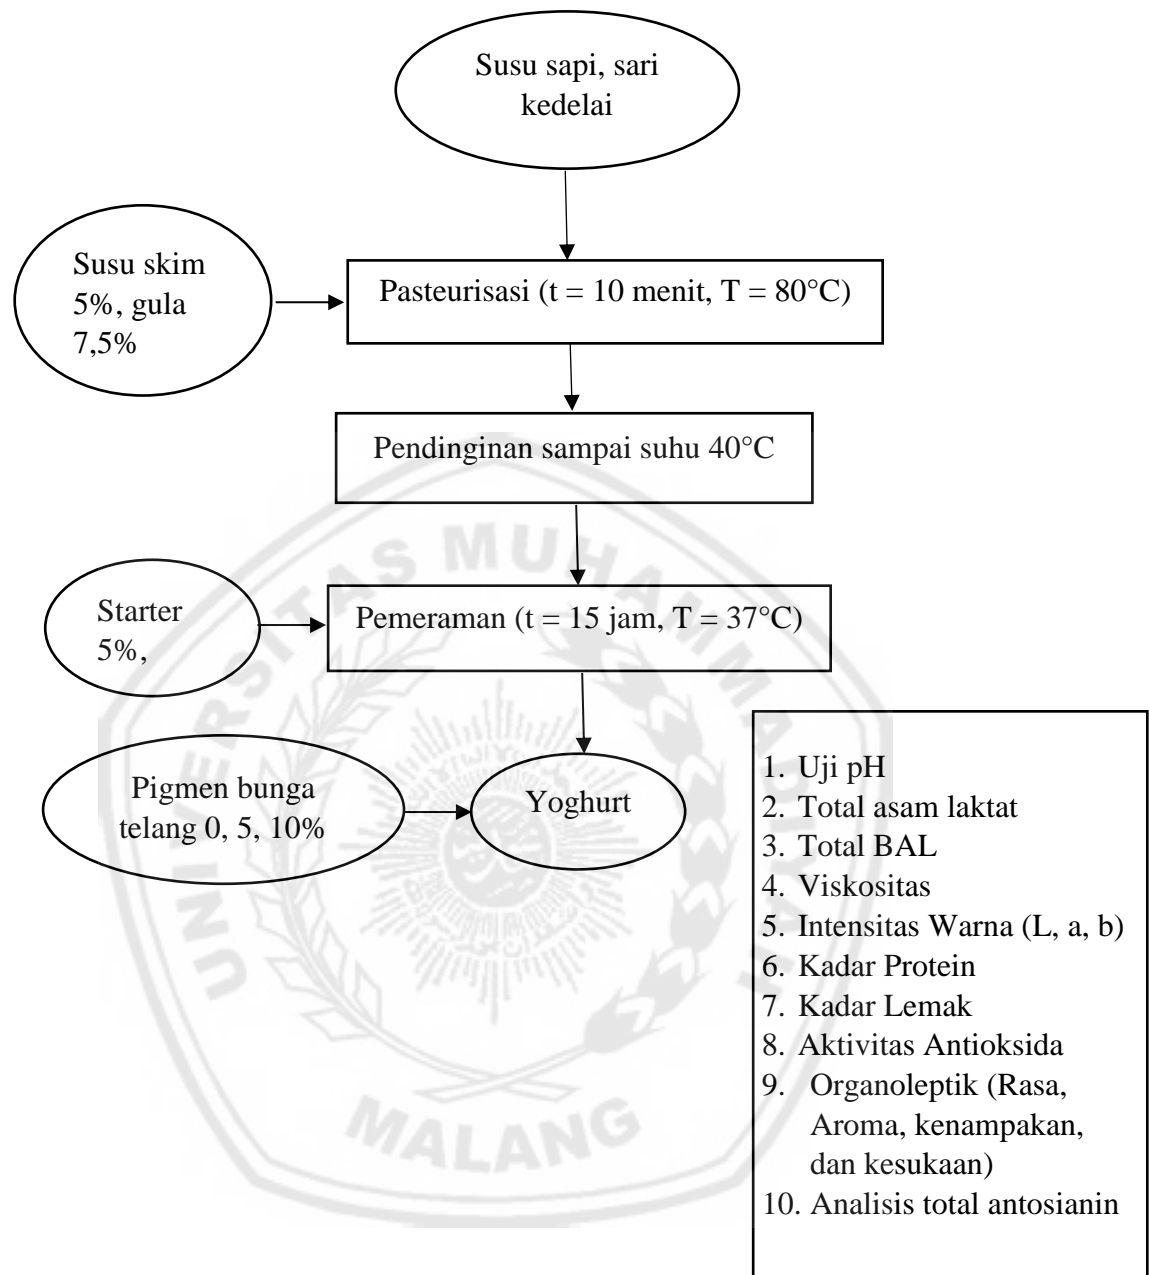 Susu sapi, sari
kedelai
Susu skim
5%, gula
7,5%
Pasteurisasi (t = 10 menit, T = 80°C)
Pendinginan sampai suhu 40°C
Starter
5%,
Pemeraman (t = 15 jam, T = 37°C)
Pigmen bunga
telang 0, 5, 10%
Yoghurt
1. Uji pH
2. Total asam laktat
3. Total BAL
4. Viskositas
5. Intensitas Warna (L, a, b)
6. Kadar Protein
7. Kadar Lemak
8. Aktivitas Antioksida
9. Organoleptik (Rasa,
Aroma, kenampakan,
dan kesukaan)
10. Analisis total antosianin
UNIVERSITAS MUHAMMADIYAH
MALANG